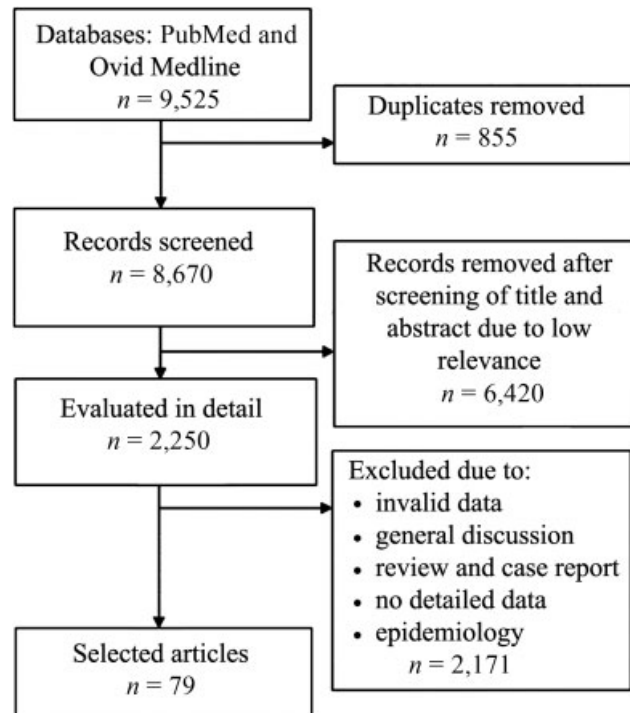 Databases: PubMed and
Ovid Medline
n = 9,525
Duplicates removed
n = 855
Records screened
n = 8,670
Records removed after
screening of title and
abstract due to low
relevance
n = 6,420
Evaluated in detail
n = 2,250
Excluded due to:
• invalid data
• general discussion
• review and case report
• no detailed data
• epidemiology
n = 2,171
Selected articles
n = 79